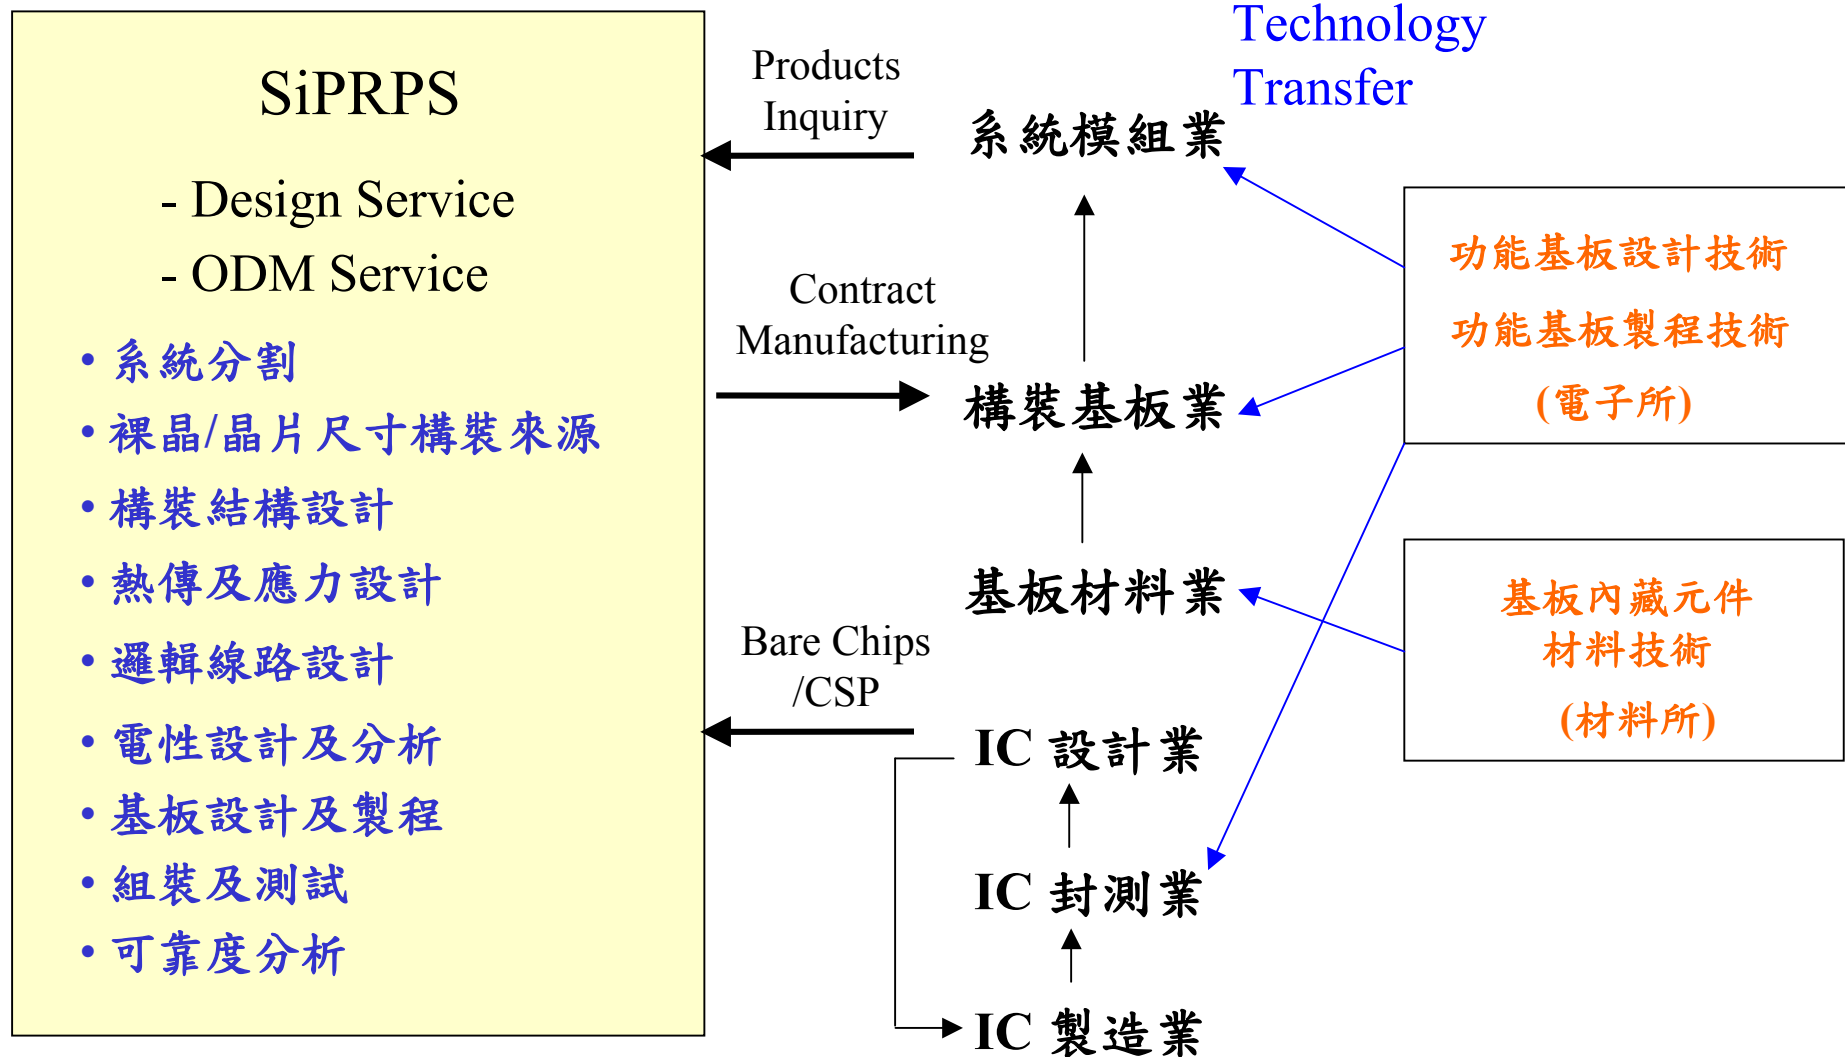 SiPRPS
- Design Service
- ODM Service
• 系統分割
• 裸晶/晶片尺寸構裝來源
• 構裝結構設計
• 熱傳及應力設計
• 邏輯線路設計
• 電性設計及分析
• 基板設計及製程
• 組裝及測試
• 可靠度分析
Products
Inquiry
Contract
Manufacturing
Bare Chips
/CSP
系統模組業
構裝基板業
基板材料業
IC 設計業
IC 封測業
IC 製造業
Technology
Transfer
功能基板設計技術
功能基板製程技術
(電子所)
基板內藏元件
材料技術
(材料所)